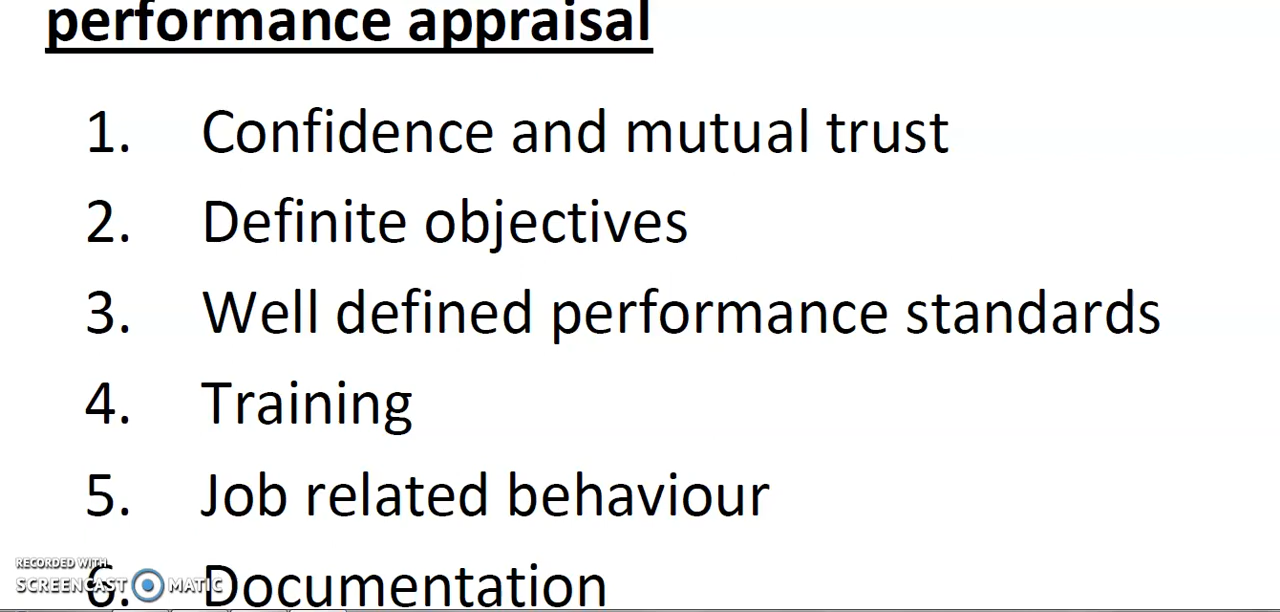 performance appraisal
1. Confidence and mutual trust
2. Definite objectives
3. Well defined performance standards
4. Training
5. Job related behaviour
RECORDED WITH
SCREENCAST MATIC
6. Documentation